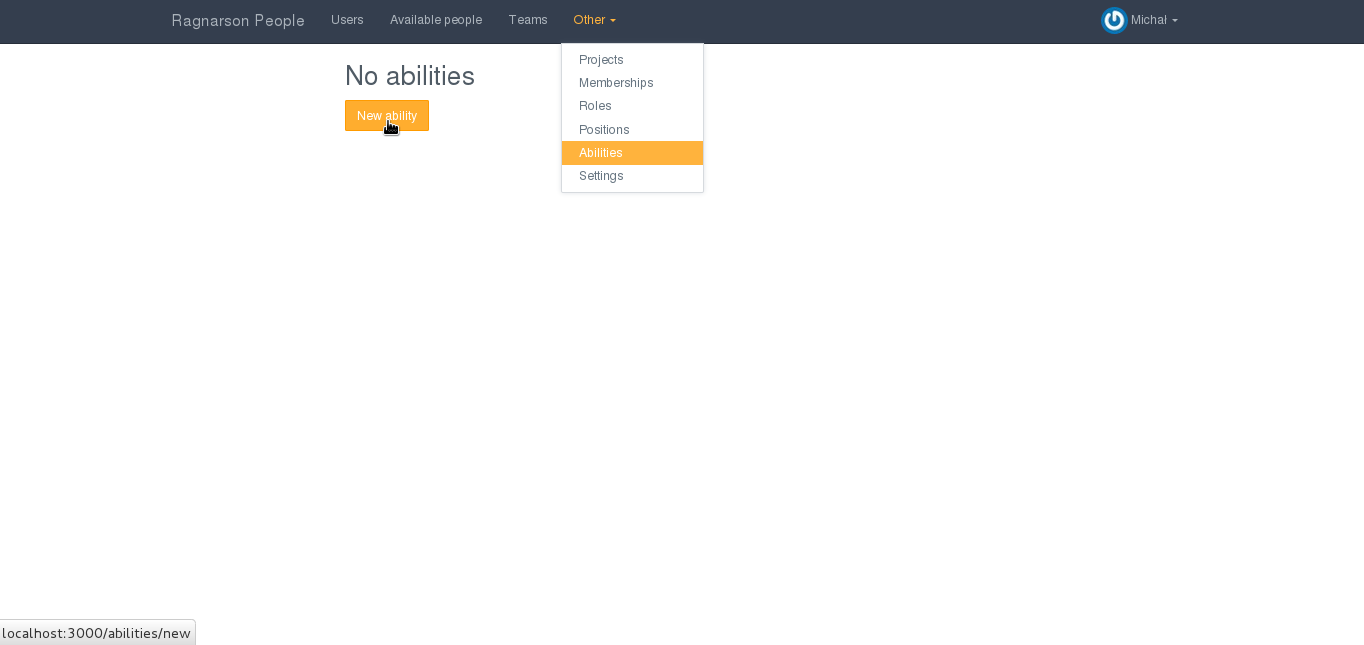 Ragnarson People Users Available people Teams Other Michał
Projects
Memberships
Roles
Positions
Abilities
Settings
No abilities
New ability
localhost:3000/abilities/new